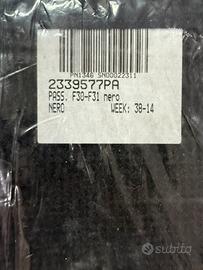 PN1346 SN00022311
2339577PA
PASS. F30-F31 nero
NERO WEEK: 38-14
subito